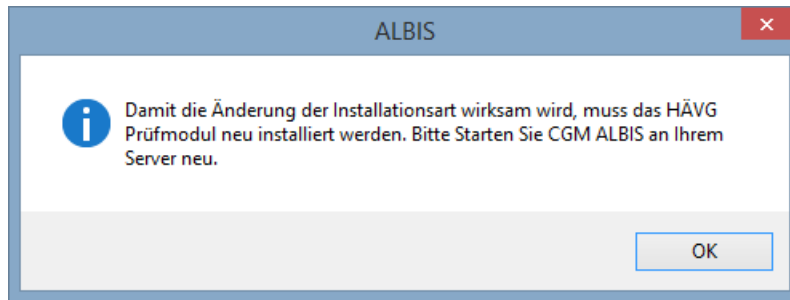 ALBIS
Damit die Änderung der Installationsart wirksam wird, muss das HÄVG
Prüfmodul neu installiert werden. Bitte Starten Sie CGM ALBIS an Ihrem
Server neu.
OK